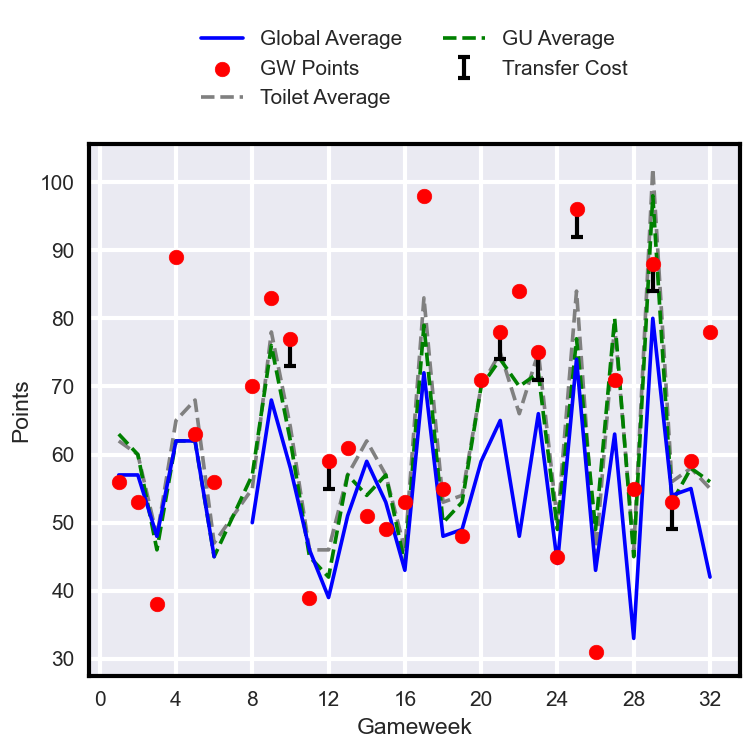 Global Average
GW Points
Toilet Average
GU Average
Transfer Cost
Points
100
90
80
70
60
50
40
30
0 4 8 12 16 20 24 28 32
Gameweek